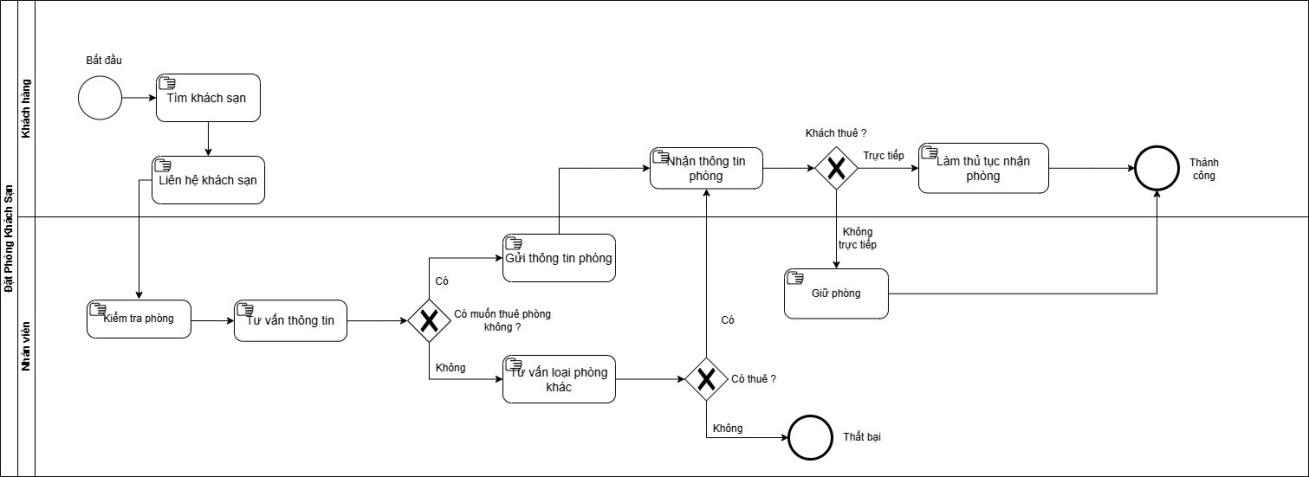 Đặt Phòng Khách Sạn
Khách hàng
Bắt đầu
Tìm khách sạn
Liên hệ khách sạn
Nhận thông tin
phòng
Khách thuê ?
Trực tiếp
Làm thủ tục nhận
phòng
Thành
công
Nhân viên
Không
trực tiếp
Giữ phòng
Gửi thông tin phòng
Có
Kiểm tra phòng
Tư vấn thông tin
Có muốn thuê phòng
không ?
Không
Tư vấn loại phòng
khác
Có
Có thuê ?
Không
Thất bại